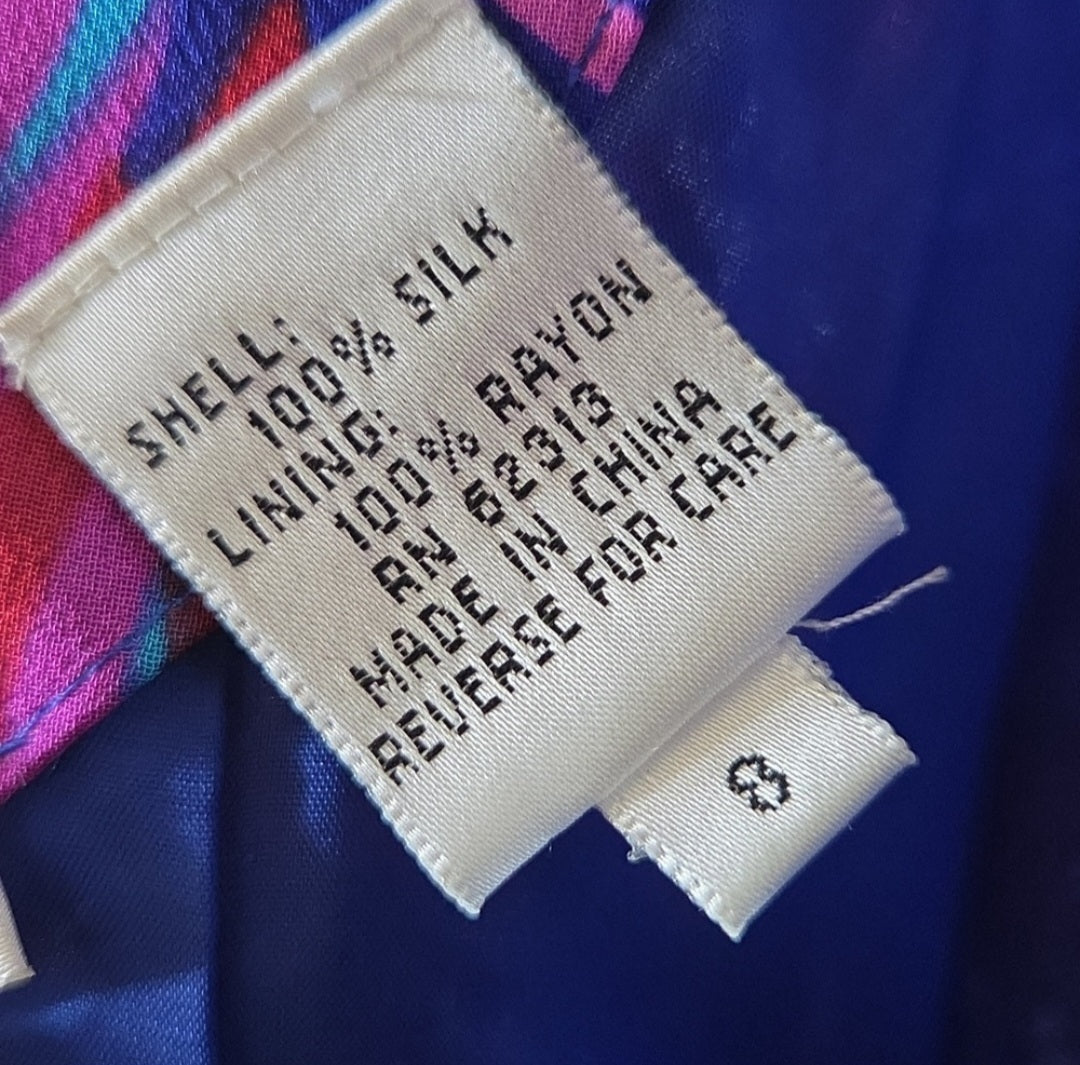 SHELL:
100% SILK
LINING:
100% RAYON
RN 62313
MADE IN CHINA
REVERSE FOR CARE
8